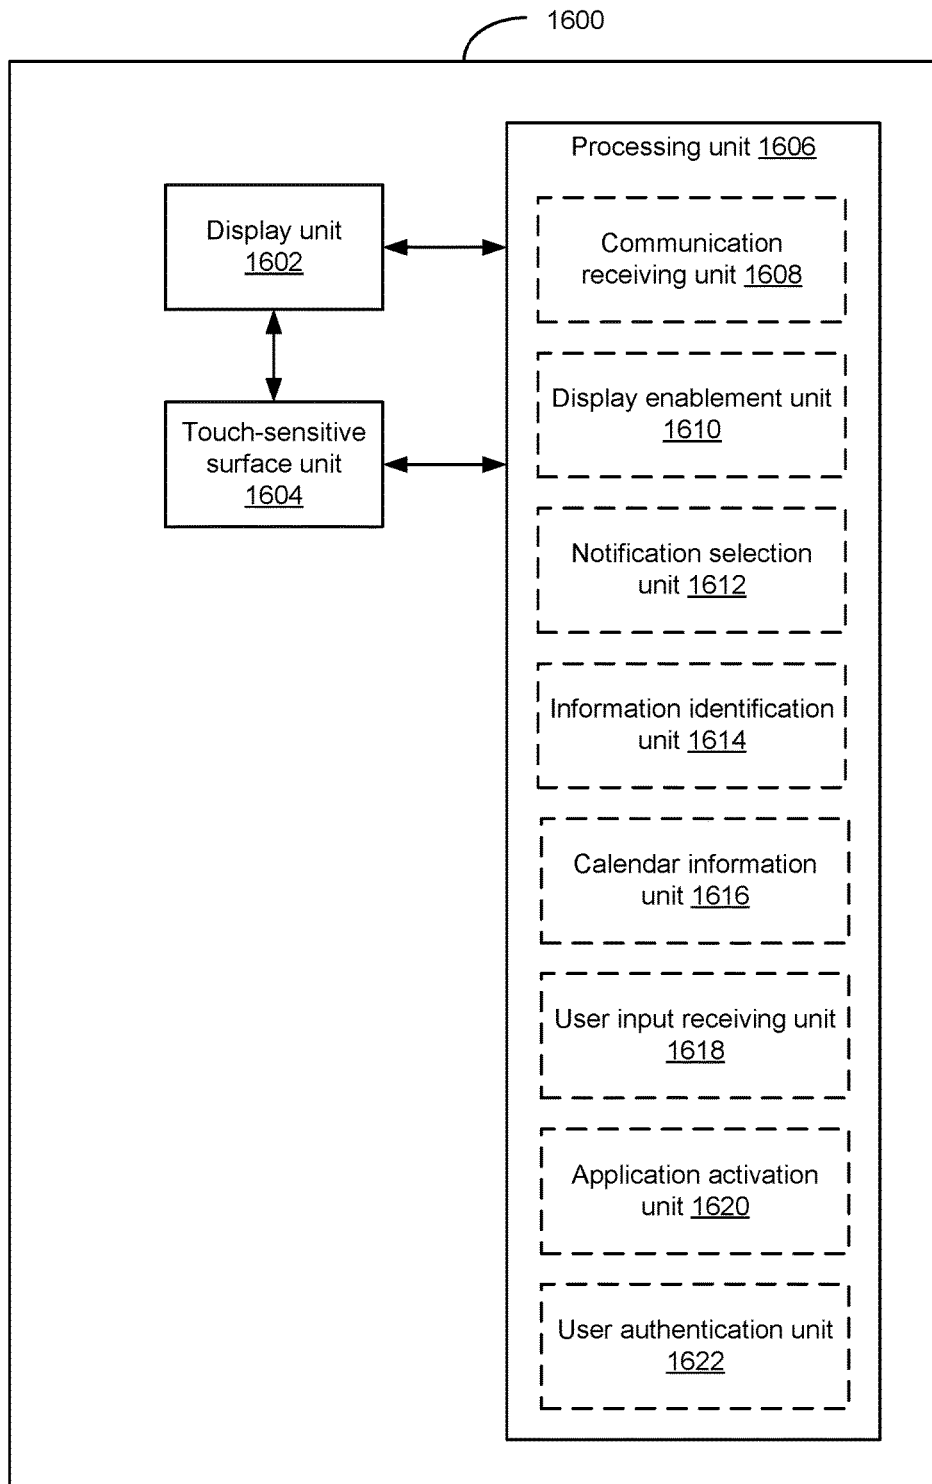 1600
Processing unit 1606
Display unit
1602
Touch-sensitive
surface unit
1604
Communication
receiving unit 1608
Display enablement unit
1610
Notification selection
unit 1612
Information identification
unit 1614
Calendar information
unit 1616
User input receiving unit
1618
Application activation
unit 1620
User authentication unit
1622